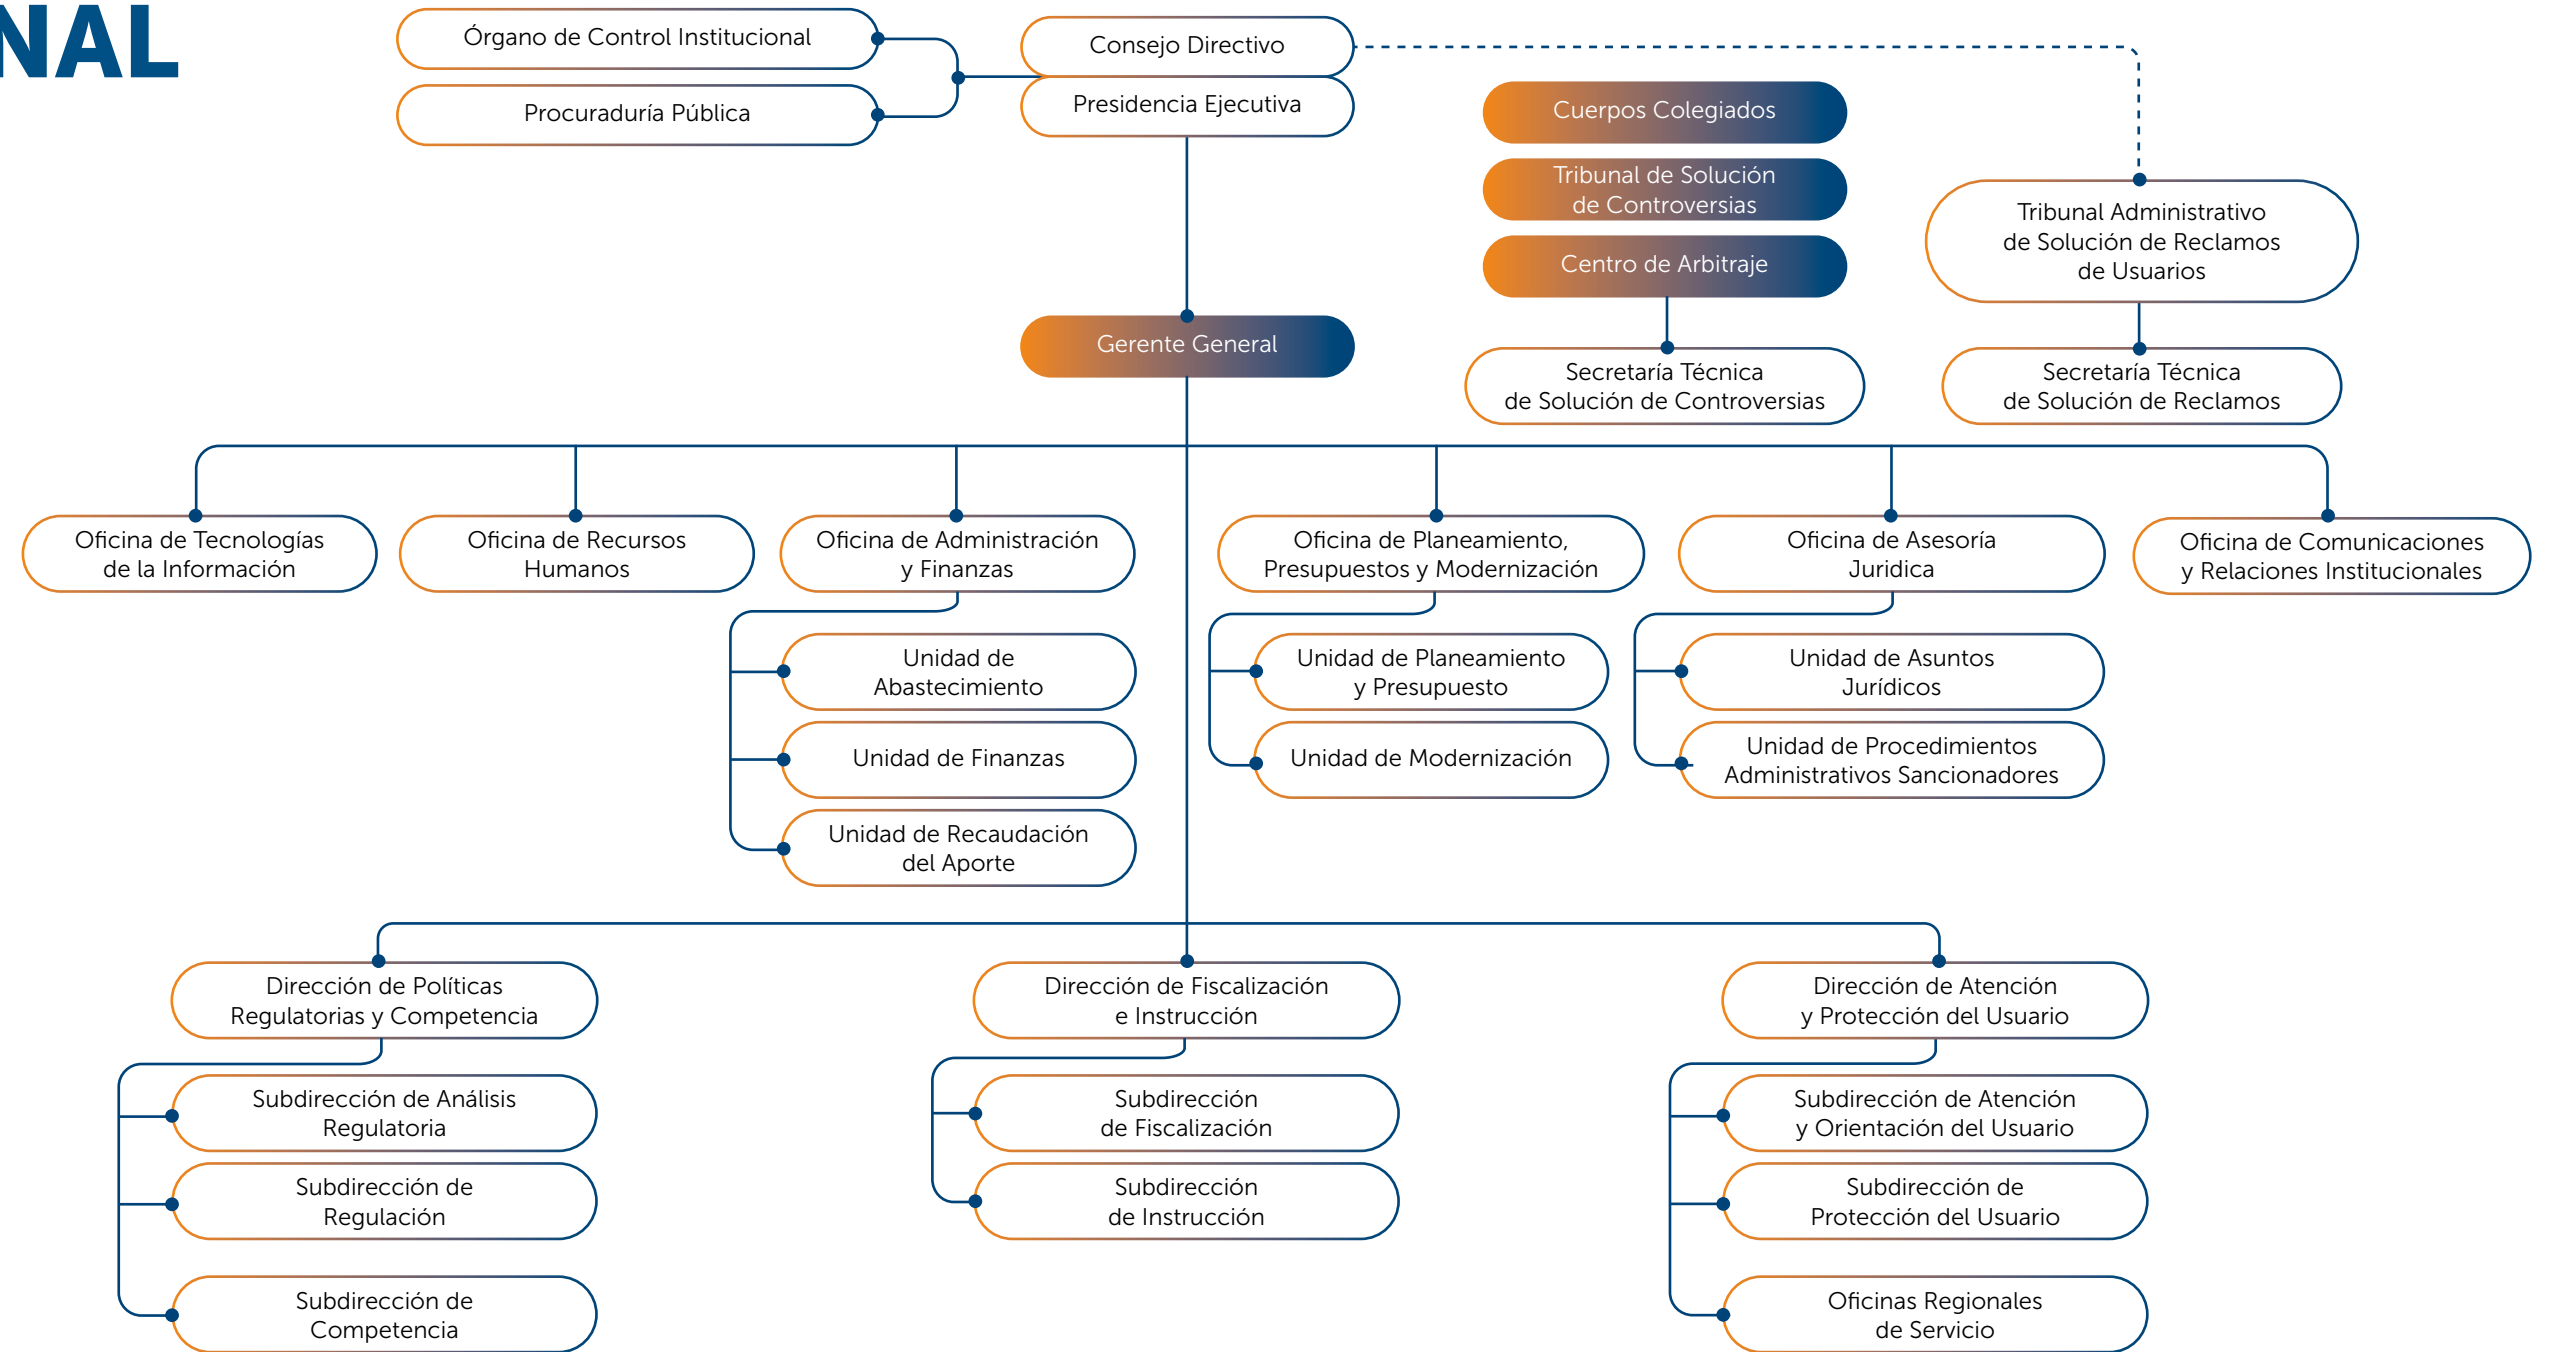 NAL
Órgano de Control Institucional
Procuraduría Pública
Consejo Directivo
Presidencia Ejecutiva
Cuerpos Colegiados
Tribunal de Solución
de Controversias
Centro de Arbitraje
Tribunal Administrativo
de Solución de Reclamos
de Usuarios
Gerente General
Secretaría Técnica
de Solución de Controversias
Secretaría Técnica
de Solución de Reclamos
Oficina de Tecnologías
de la Información
Oficina de Recursos
Humanos
Oficina de Administración
y Finanzas
Oficina de Planeamiento,
Presupuestos y Modernización
Oficina de Asesoría
Juridica
Oficina de Comunicaciones
y Relaciones Institucionales
Unidad de
Abastecimiento
Unidad de Finanzas
Unidad de Recaudación
del Aporte
Unidad de Planeamiento
y Presupuesto
Unidad de Modernización
Unidad de Asuntos
Jurídicos
Unidad de Procedimientos
Administrativos Sancionadores
Dirección de Políticas
Regulatorias y Competencia
Subdirección de Análisis
Regulatoria
Subdirección de
Regulación
Subdirección de
Competencia
Dirección de Fiscalización
e Instrucción
Subdirección
de Fiscalización
Subdirección
de Instrucción
Dirección de Atención
y Protección del Usuario
Subdirección de Atención
y Orientación del Usuario
Subdirección de
Protección del Usuario
Oficinas Regionales
de Servicio